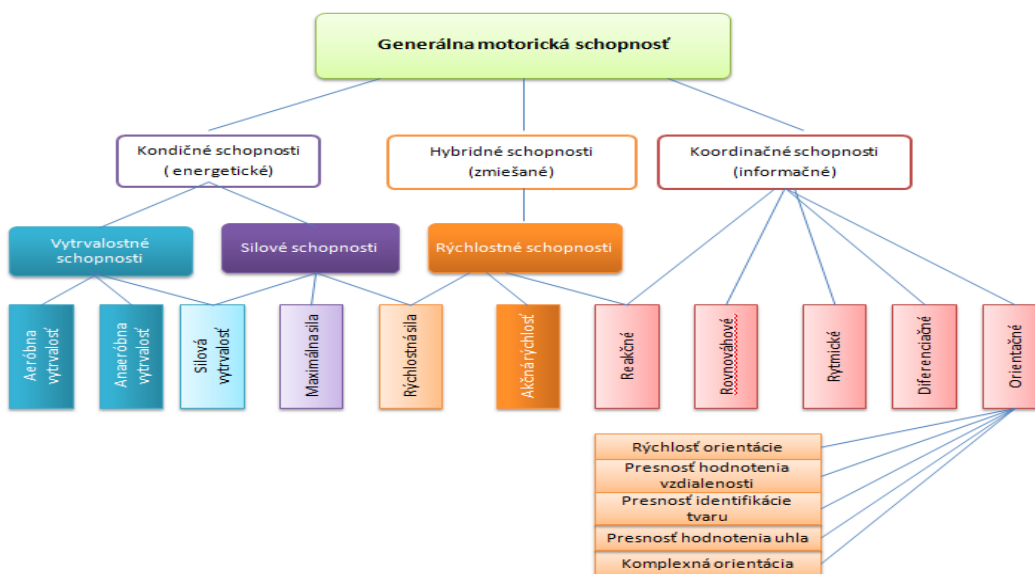 Generálna motorická schopnosť
Kondičné schopnosti
( energetické)
Hybridné schopnosti
(zmiešané)
Koordinačné schopnosti
(informačné)
Vytrvalostné
schopnosti
Silové schopnosti
Rýchlostné schopnosti
Aeróbna
vytrvalosť
Anaeróbna
vytrvalosť
Silová
vytrvalosť
Maximálna sila
Rýchlostná sila
Akčná rýchlosť
Reakčné
Rovnováhové
Rytmické
Diferenciačné
Orientačné
Rýchlosť orientácie
Presnosť hodnotenia
vzdialenosti
Presnosť identifikácie
tvaru
Presnosť hodnotenia uhla
Komplexná orientácia